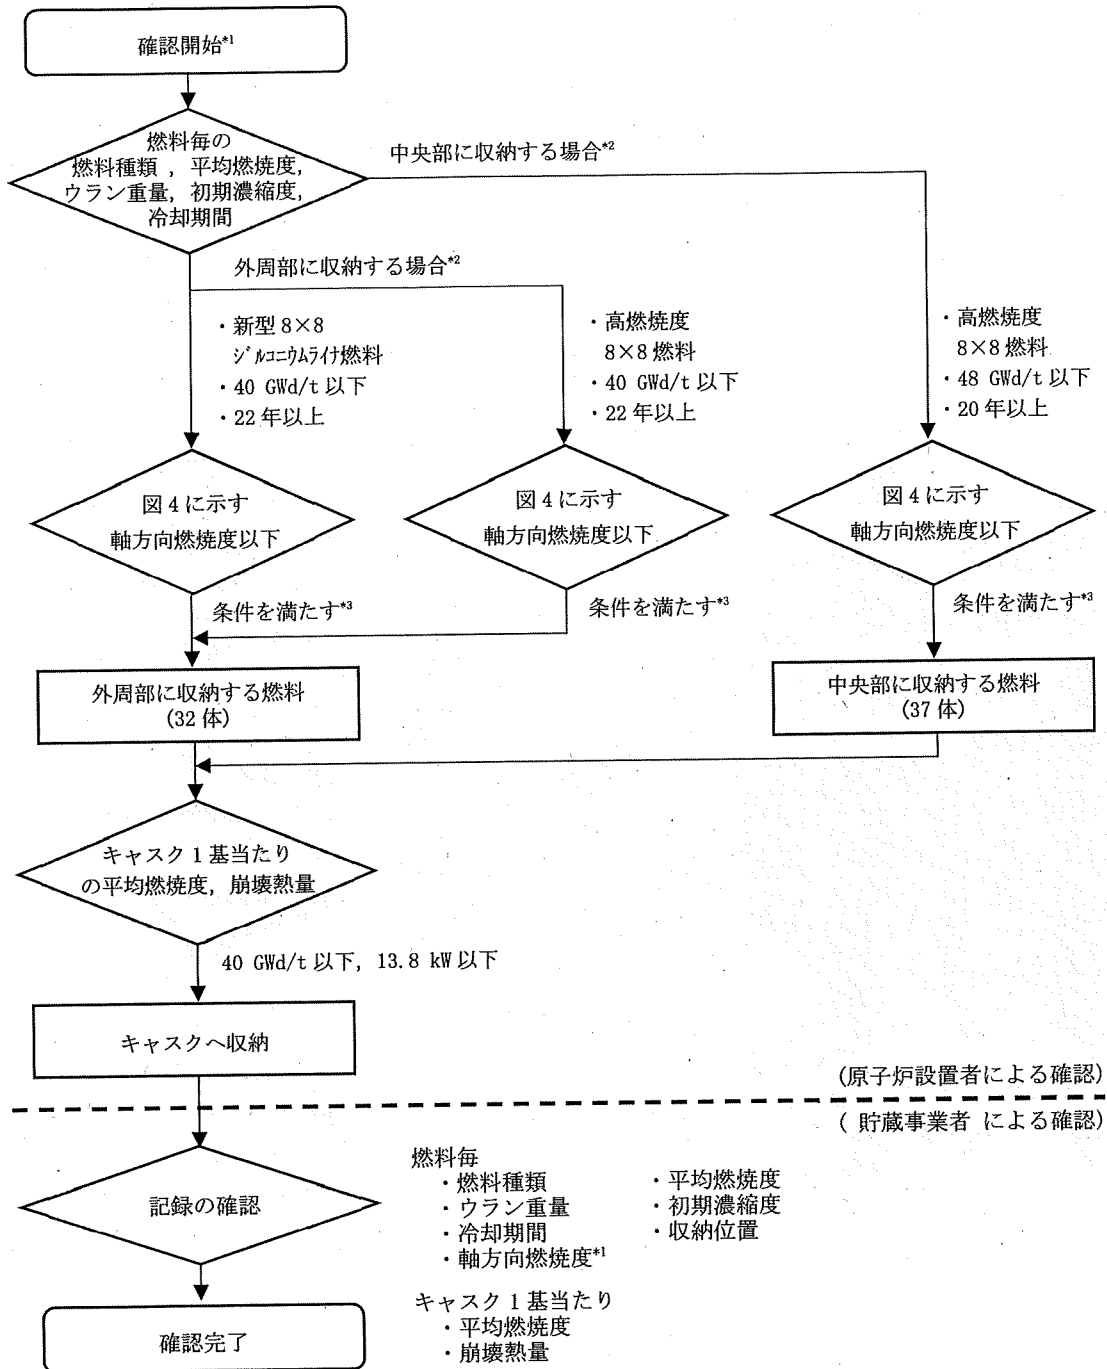 確認開始*1
燃料毎の
燃料種類 , 平均燃焼度,
ウラン重量, 初期濃縮度,
冷却期間
中央部に収納する場合*2
外周部に収納する場合*2
・新型 8×8
ｼﾞﾙｺﾆｳﾑﾗｲﾅ燃料
・40 GWd/t 以下
・22 年以上
・高燃焼度
8×8 燃料
・40 GWd/t 以下
・22 年以上
・高燃焼度
8×8 燃料
・48 GWd/t 以下
・20 年以上
図 4 に示す
軸方向燃焼度以下
図 4 に示す
軸方向燃焼度以下
図 4 に示す
軸方向燃焼度以下
条件を満たす*3
条件を満たす*3
条件を満たす*3
外周部に収納する燃料
(32 体)
中央部に収納する燃料
(37 体)
キャスク 1 基当たり
の平均燃焼度, 崩壊熱量
40 GWd/t 以下, 13.8 kW 以下
キャスクへ収納
(原子炉設置者による確認)
( 貯蔵事業者 による確認)
記録の確認
燃料毎
・燃料種類 ・平均燃焼度
・ウラン重量 ・初期濃縮度
・冷却期間 ・収納位置
・軸方向燃焼度*1
キャスク 1 基当たり
・平均燃焼度
・崩壊熱量
確認完了